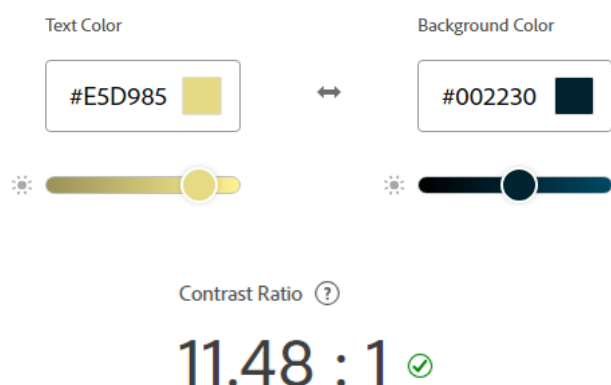 Text Color
Background Color
#E5D985
#002230
Contrast Ratio ?
11.48 : 1